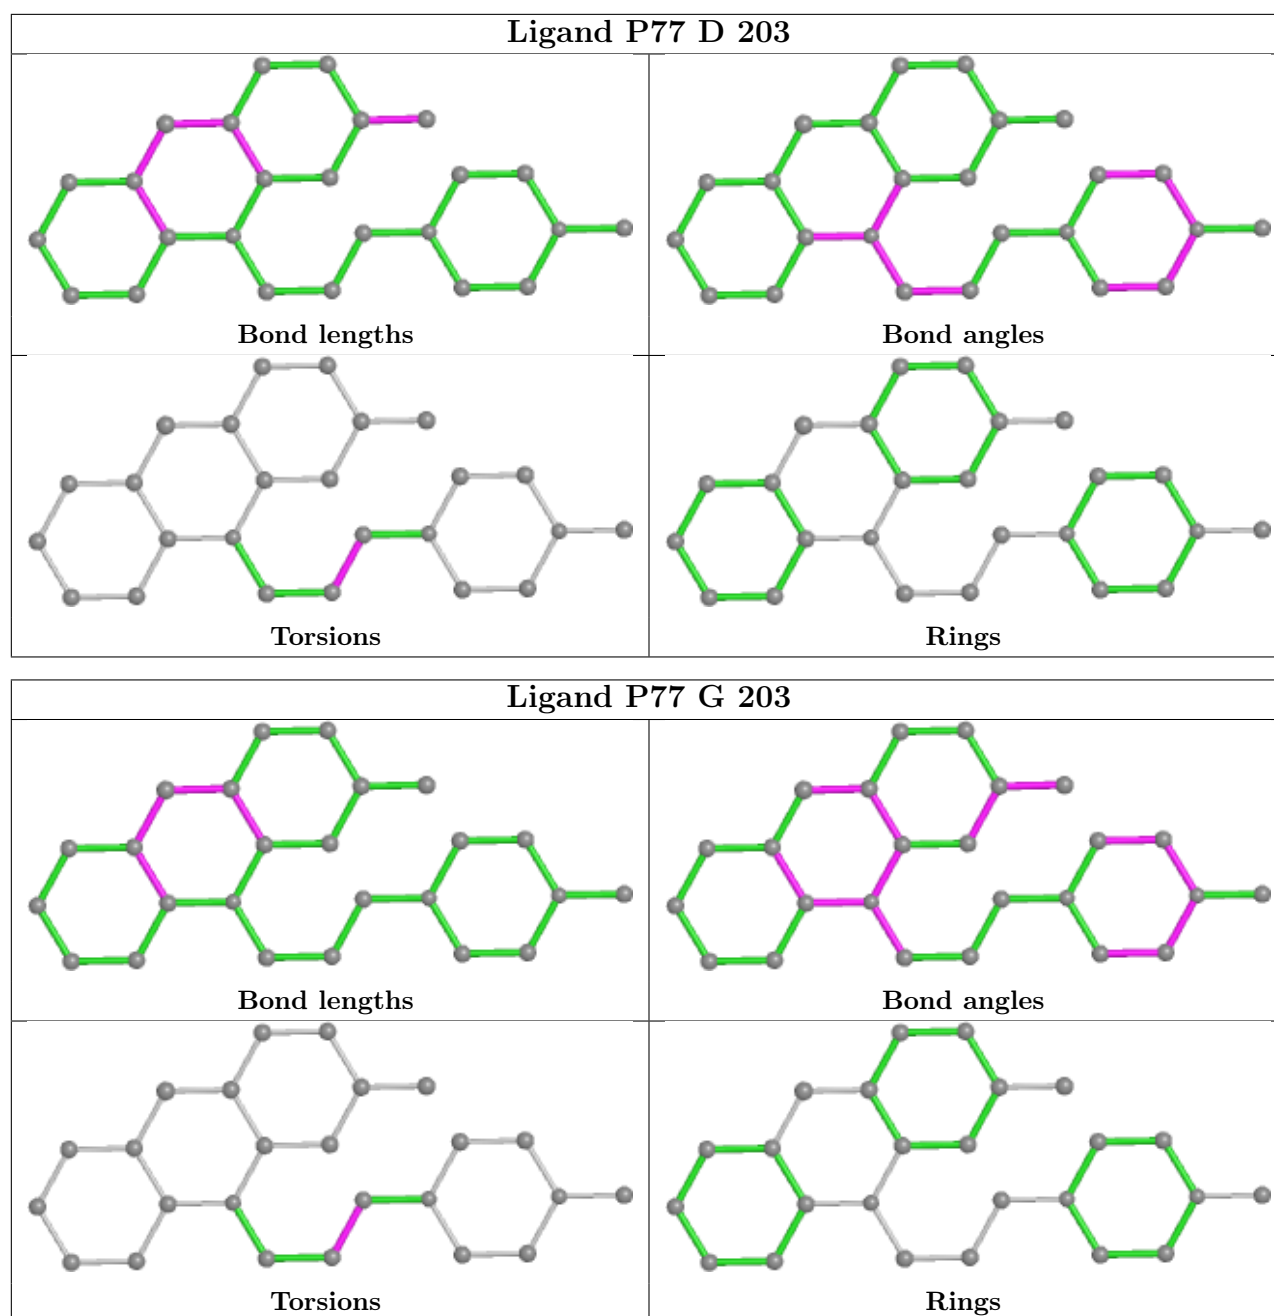 Ligand P77 D 203
Bond lengths
Bond angles
Torsions
Rings
Ligand P77 G 203
Bond lengths
Bond angles
Torsions
Rings